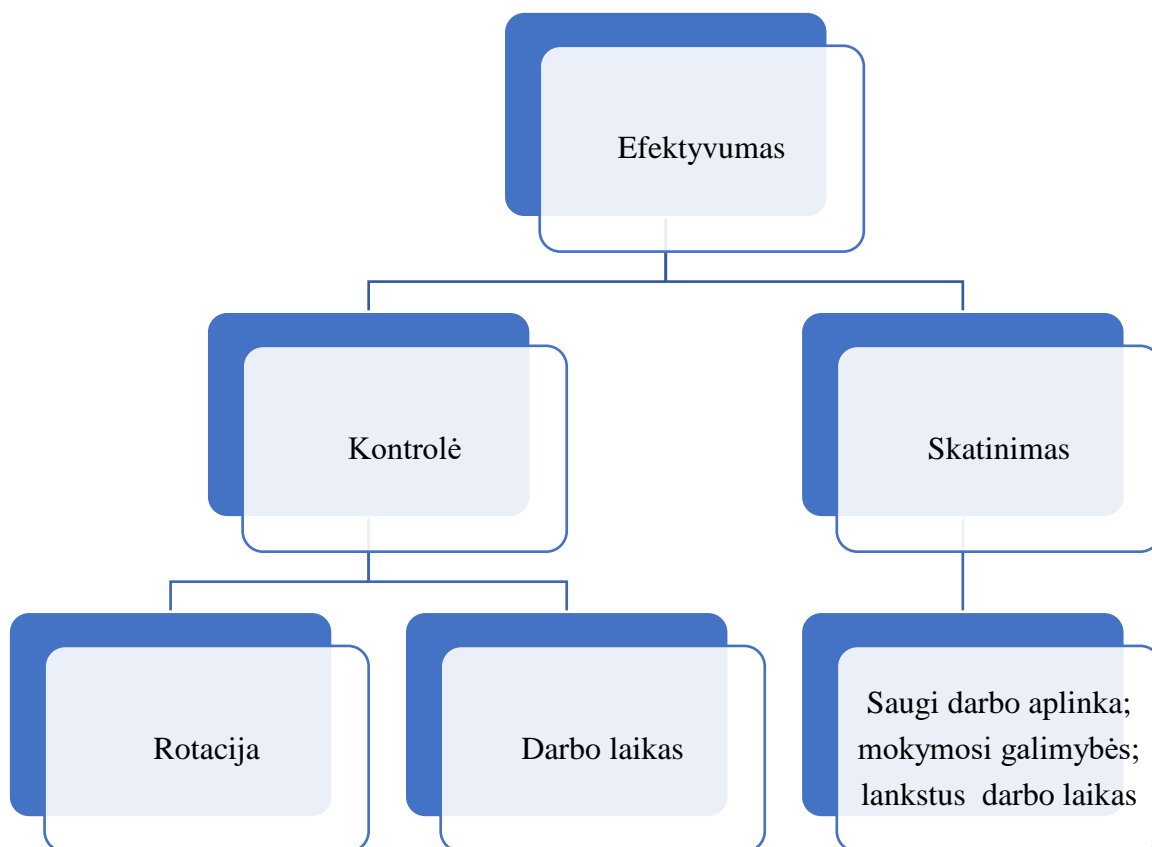 Efektyvumas
Kontrolė
Skatinimas
Rotacija
Darbo laikas
Saugi darbo aplinka;
mokymosi galimybės;
lankstus  darbo laikas